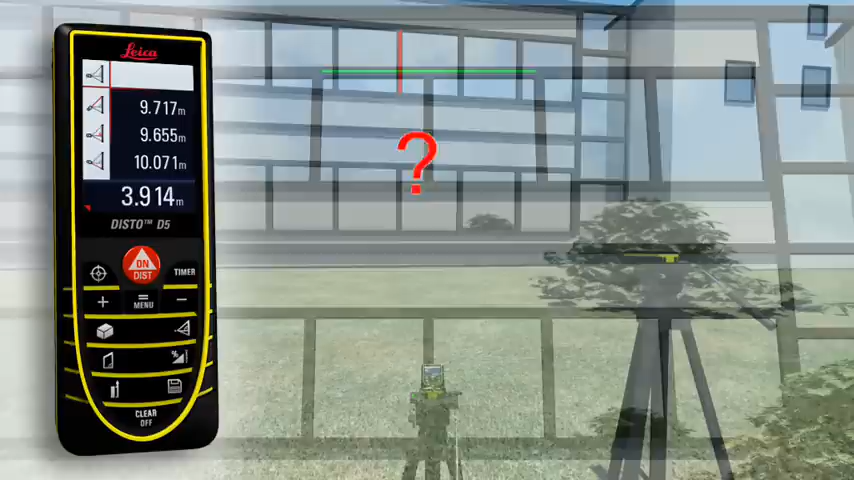 Leica
9.717m
9.655m
10.071m
3.914m
DISTO™ D5
ON
DIST
TIMER
+
=
MENU
−
%
CLEAR
OFF
?